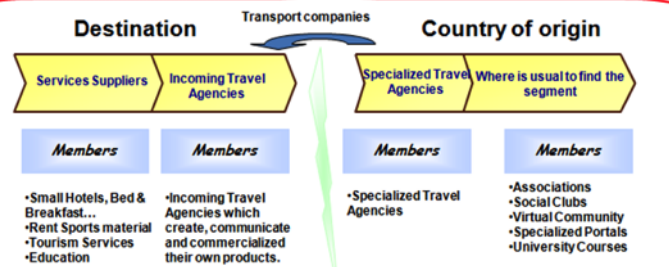 Transport companies
Destination
Country of origin
Services Suppliers
Incoming Travel
Agencies
Specialized Travel
Agencies
Where is usual to find the
segment
Members
Members
Members
Members
•Small Hotels, Bed &
Breakfast...
•Rent Sports material
•Tourism Services
•Education
•Incoming Travel
Agencies which
create, communicate
and commercialized
their own products.
•Specialized Travel
Agencies
•Associations
•Social Clubs
•Virtual Community
•Specialized Portals
•University Courses